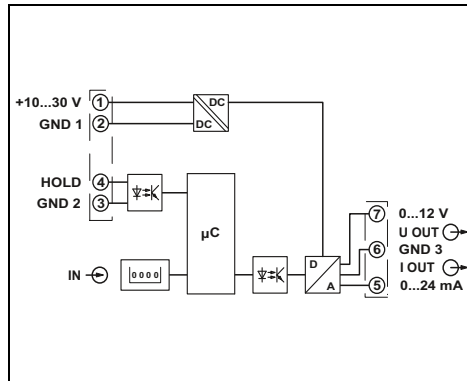 +10...30 V 1
GND 1 2
DC
DC
HOLD 4
GND 2 3
µC
IN
0000
D
A
7 0...12 V
U OUT
6 GND 3
I OUT
5 0...24 mA